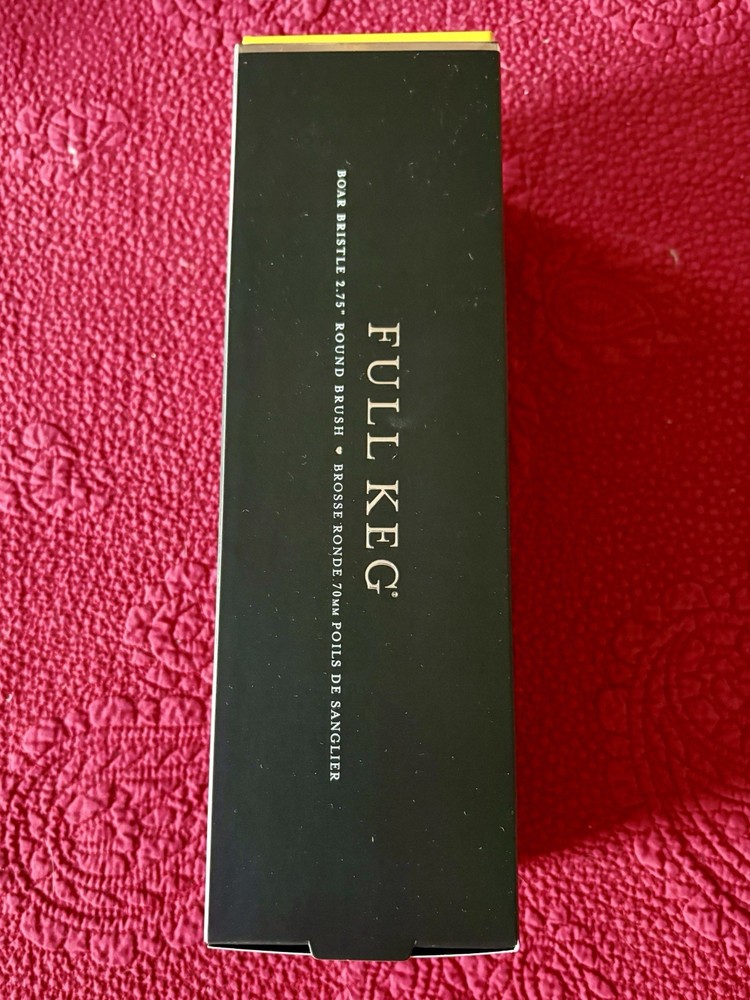 FULL KEG®
BOAR BRISTLE 2.75" ROUND BRUSH • BROSSE RONDE 70MM POILS DE SANGLIER